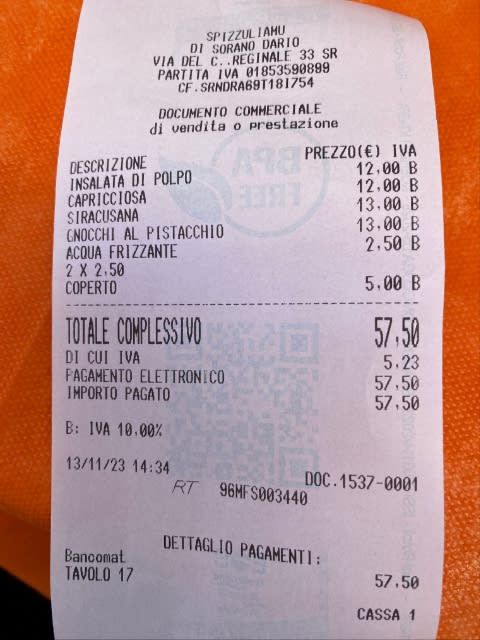 SPIZZULIAMU
DI SORANO DARIO
VIA DEL C..REGINALE 33 SR
PARTITA IVA 01853590899
CF.SRNDRA69T18I754
DOCUMENTO COMMERCIALE
di vendita o prestazione
DESCRIZIONE PREZZO(€) IVA
INSALATA DI POLPO 12,00 B
CAPRICCIOSA 12,00 B
SIRACUSANA 13,00 B
GNOCCHI AL PISTACCHIO 13,00 B
ACQUA FRIZZANTE 2,50 B
2 X 2,50
COPERTO 5,00 B
TOTALE COMPLESSIVO 57,50
DI CUI IVA 5,23
PAGAMENTO ELETTRONICO 57,50
IMPORTO PAGATO 57,50
B: IVA 10,00%
13/11/23 14:34 DOC.1537-0001
RT 96MFS003440
DETTAGLIO PAGAMENTI:
Bancomat 57,50
TAVOLO 17
CASSA 1
BPA
FREE